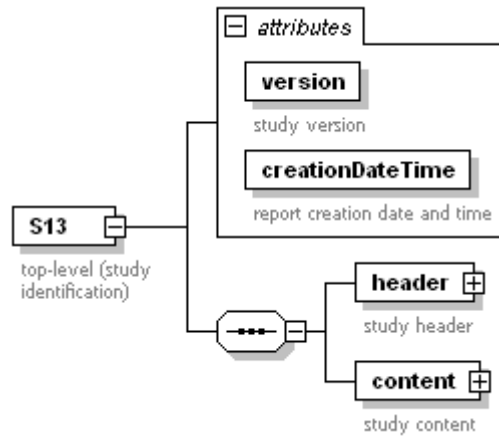 attributes
version
study version
creationDateTime
report creation date and time
S13
top-level (study
identification)
header
study header
content
study content